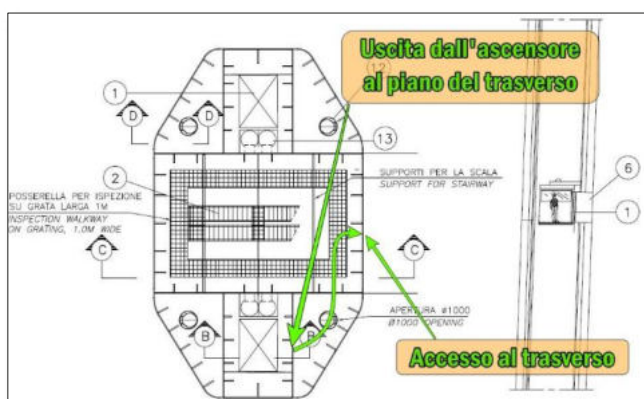 Uscita dall'ascensore
al piano del trasverso
1
12
D
D
13
6
2
SUPPORTI PER LA SCALA
SUPPORT FOR STAIRWAY
POSSERELLA PER ISPEZIONE
SU GRATA LARGA 1M
INSPECTION WALKWAY
ON GRATING, 1.0M WIDE
1
C
C
APERTURA ø1000
Ø1000 OPENING
B
B
Accesso al trasverso